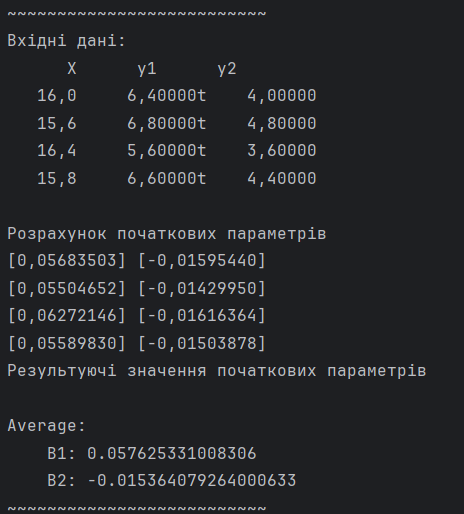 ~~~~~~~~~~~~~~~~~~~~~~~~~~
Вхідні дані:
X y1 y2
16,0 6,40000t 4,00000
15,6 6,80000t 4,80000
16,4 5,60000t 3,60000
15,8 6,60000t 4,40000
Розрахунок початкових параметрів
[0,05683503] [-0,01595440]
[0,05504652] [-0,01429950]
[0,06272146] [-0,01616364]
[0,05589830] [-0,01503878]
Результуючі значення початкових параметрів
Average:
B1: 0.057625331008306
B2: -0.015364079264000633
~~~~~~~~~~~~~~~~~~~~~~~~~~